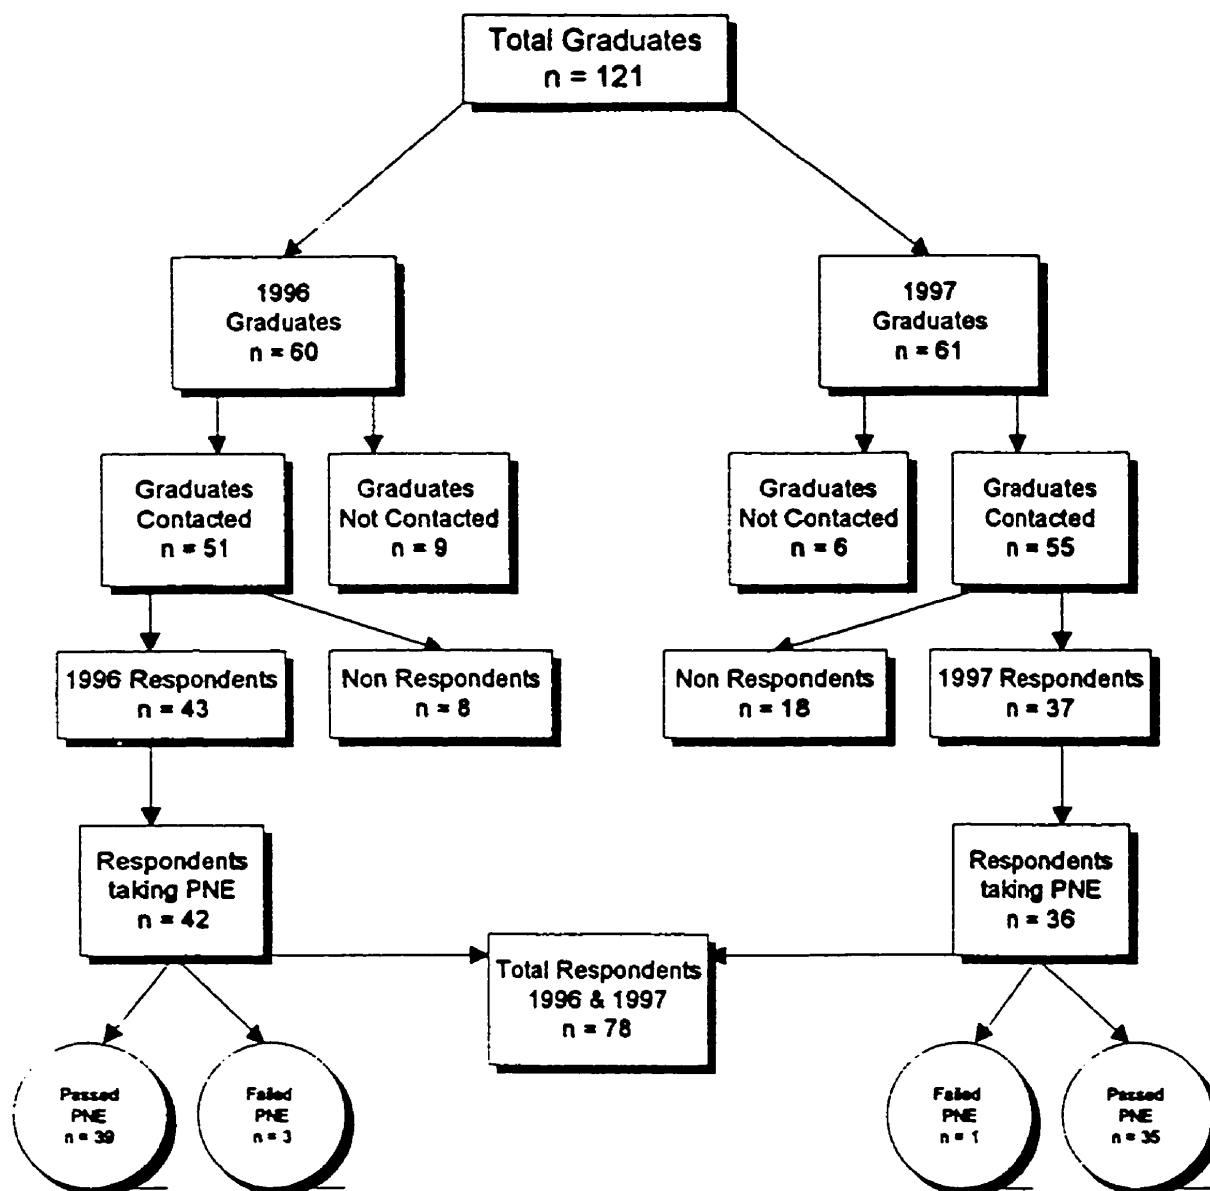 Total Graduates
n = 121
1996
Graduates
n = 60
1997
Graduates
n = 61
Graduates
Contacted
n = 51
Graduates
Not Contacted
n = 9
Graduates
Not Contacted
n = 6
Graduates
Contacted
n = 55
1996 Respondents
n = 43
Non Respondents
n = 8
Non Respondents
n = 18
1997 Respondents
n = 37
Respondents
taking PNE
n = 42
Respondents
taking PNE
n = 36
Total Respondents
1996 & 1997
n = 78
Passed
PNE
n = 39
Failed
PNE
n = 3
Failed
PNE
n = 1
Passed
PNE
n = 35